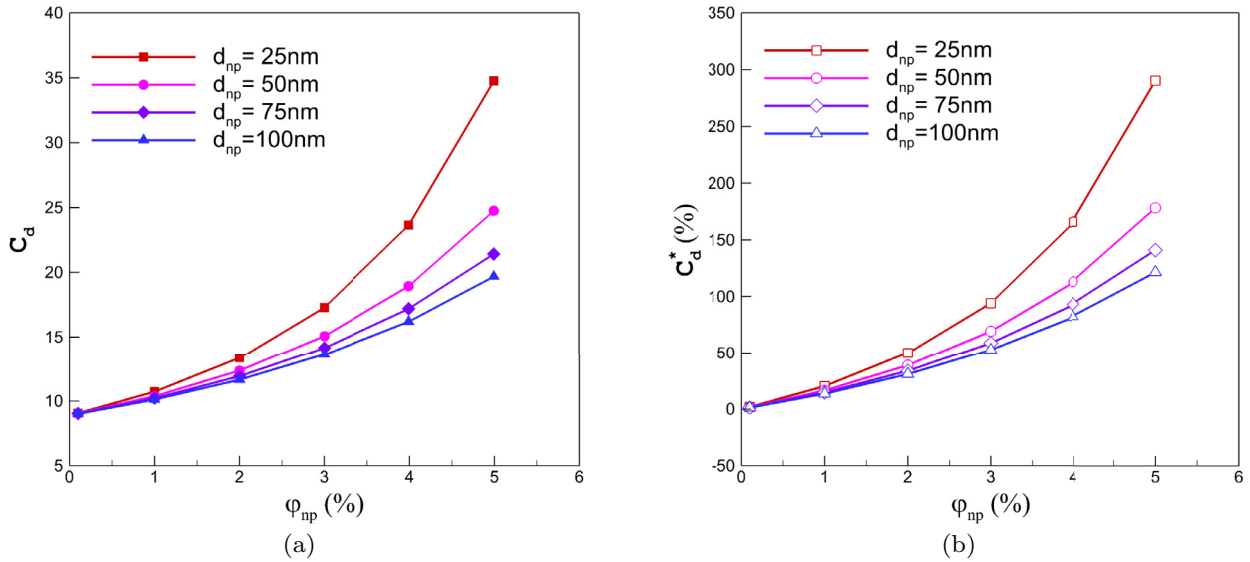 40
35
30
25
20
15
10
5
C_d
d_np = 25nm
d_np = 50nm
d_np = 75nm
d_np =100nm
0 1 2 3 4 5 6
φ_np (%)
(a)
350
300
250
200
150
100
50
0
-50
C_d^* (%)
d_np = 25nm
d_np = 50nm
d_np = 75nm
d_np =100nm
0 1 2 3 4 5 6
φ_np (%)
(b)